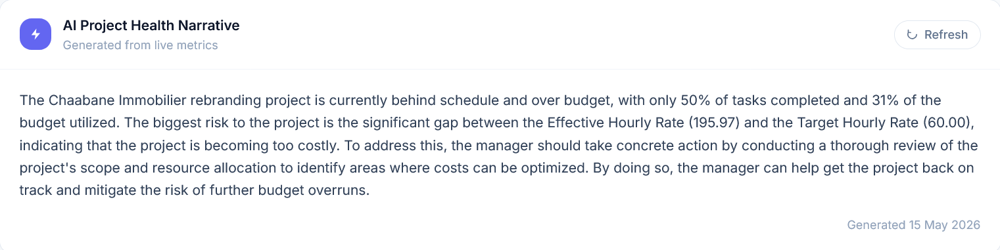 AI Project Health Narrative
Generated from live metrics
Refresh
The Chaabane Immobilier rebranding project is currently behind schedule and over budget, with only 50% of tasks completed and 31% of the
budget utilized. The biggest risk to the project is the significant gap between the Effective Hourly Rate (195.97) and the Target Hourly Rate (60.00),
indicating that the project is becoming too costly. To address this, the manager should take concrete action by conducting a thorough review of the
project's scope and resource allocation to identify areas where costs can be optimized. By doing so, the manager can help get the project back on
track and mitigate the risk of further budget overruns.
Generated 15 May 2026